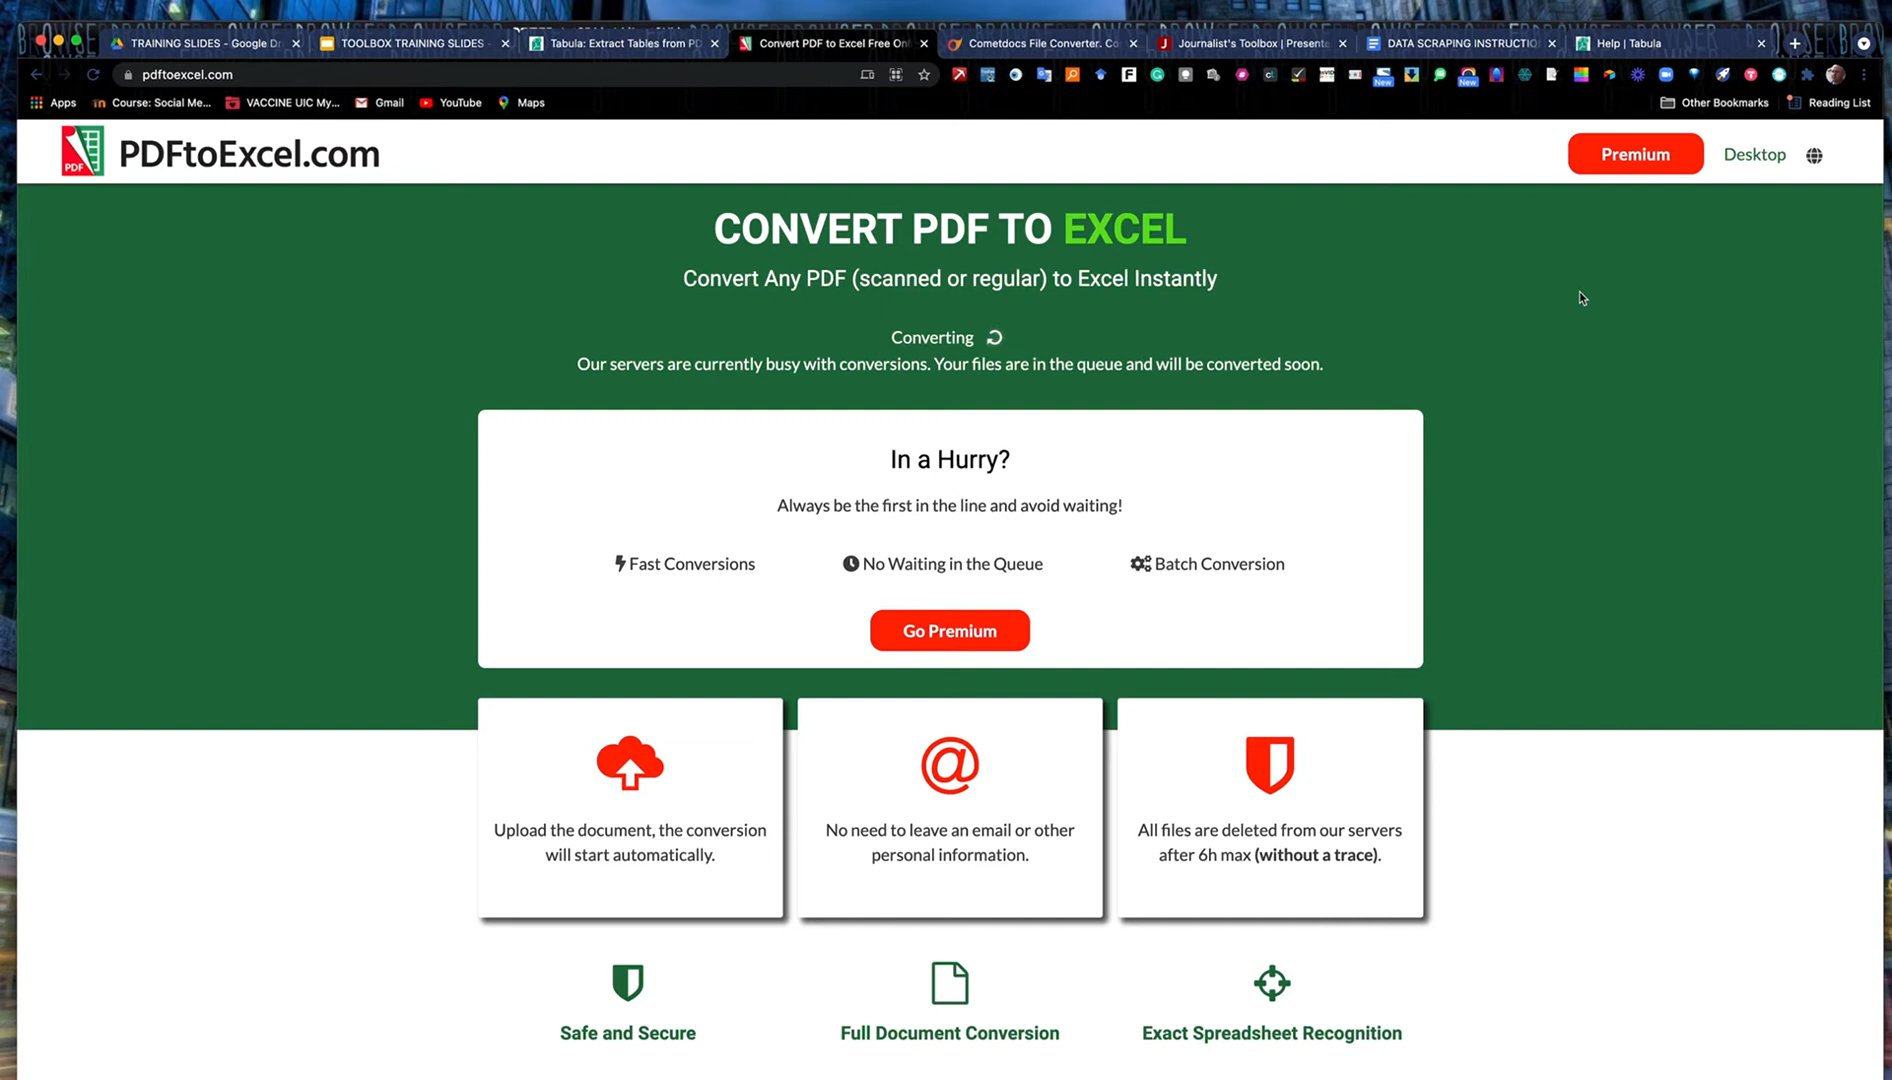 TRAINING SLIDES - Google Dr
TOOLBOX TRAINING SLIDES -
Tabula: Extract Tables from PD
Convert PDF to Excel Free Onl
Cometdocs File Converter. Co
Journalist's Toolbox | Presente
DATA SCRAPING INSTRUCTIO
Help | Tabula
pdftoexcel.com
New
New
Apps
Course: Social Me...
VACCINE UIC My...
Gmail
YouTube
Maps
Other Bookmarks
Reading List
PDF
PDFtoExcel.com
Premium
Desktop
CONVERT PDF TO EXCEL
Convert Any PDF (scanned or regular) to Excel Instantly
Converting
Our servers are currently busy with conversions. Your files are in the queue and will be converted soon.
In a Hurry?
Always be the first in the line and avoid waiting!
Fast Conversions
No Waiting in the Queue
Batch Conversion
Go Premium
Upload the document, the conversion
will start automatically.
No need to leave an email or other
personal information.
All files are deleted from our servers
after 6h max (without a trace).
Safe and Secure
Full Document Conversion
Exact Spreadsheet Recognition